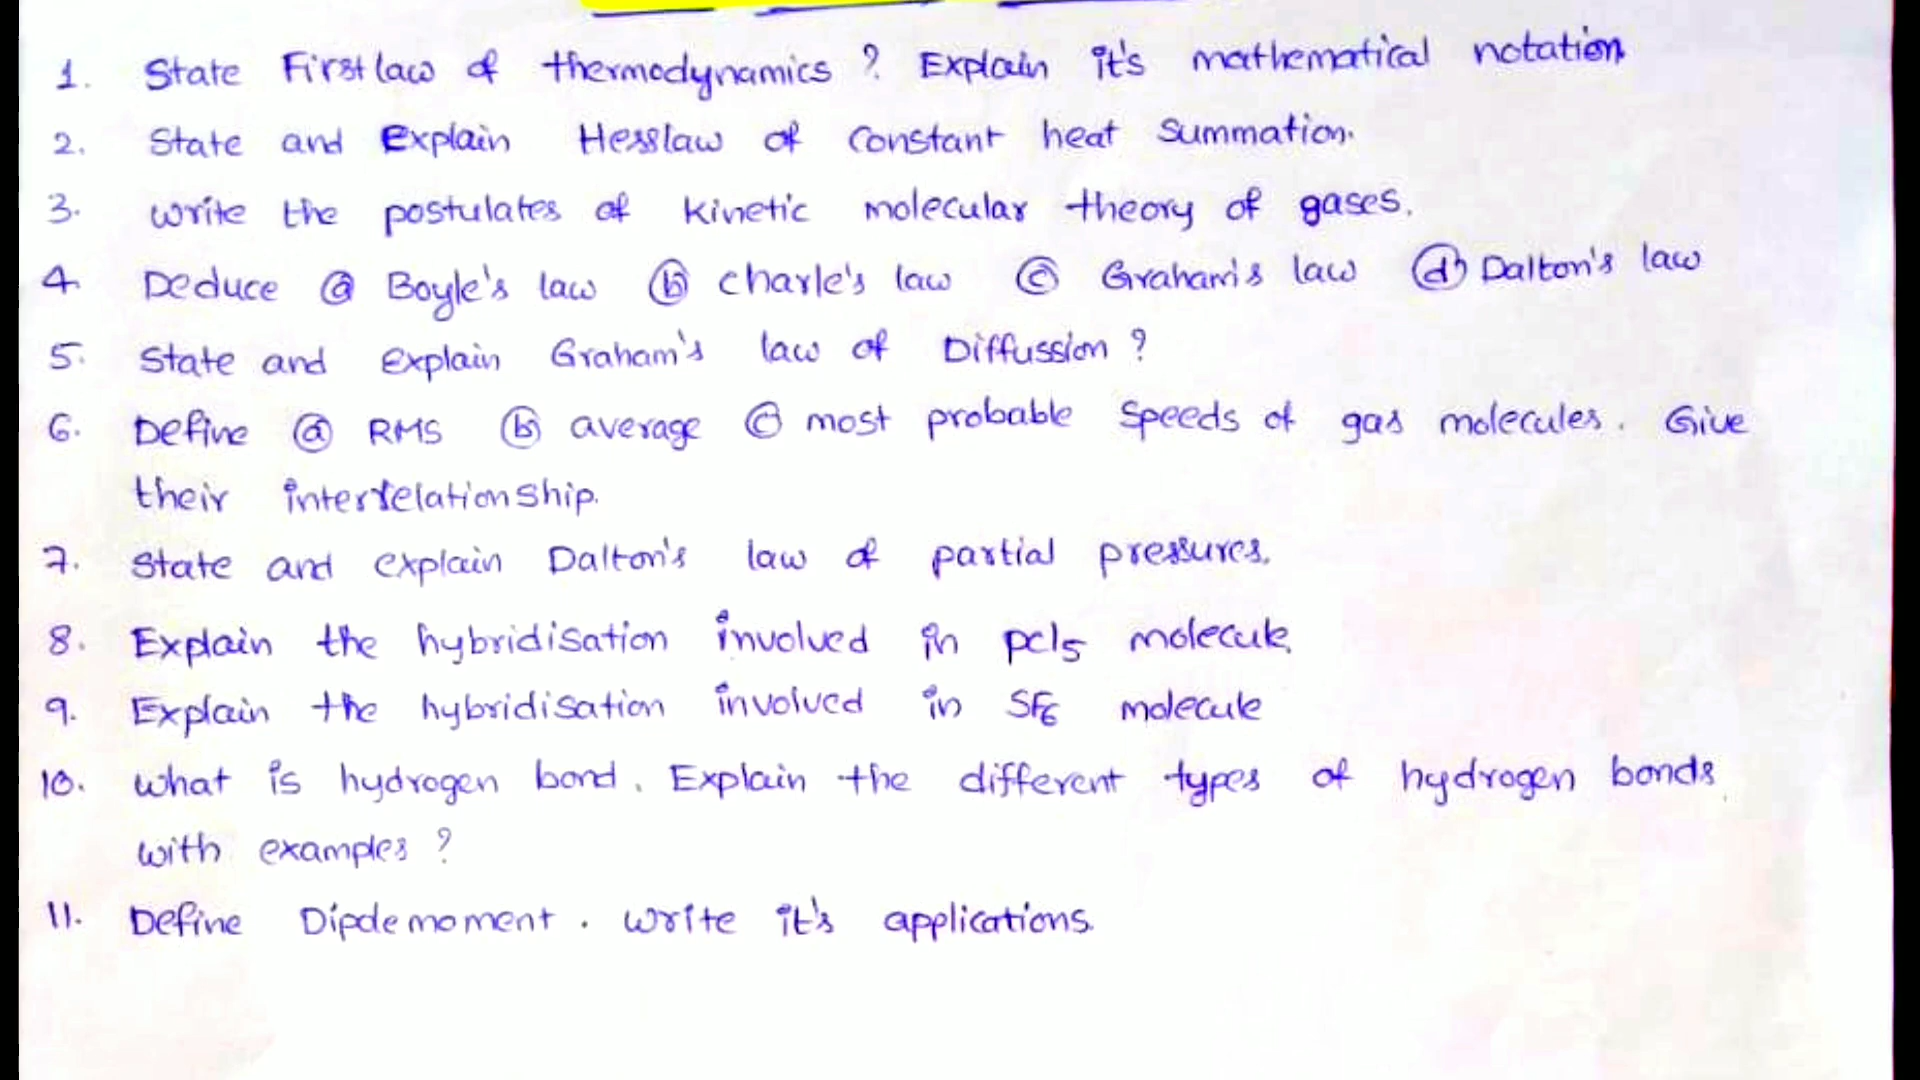 1. State First law of thermodynamics ? Explain it's mathematical notation
2. State and Explain Hesslaw of constant heat summation.
3. write the postulates of kinetic molecular theory of gases.
4. Deduce ⓐ Boyle's law ⓑ charle's law ⓒ Graham's law ⓓ Dalton's law
5. State and explain Graham's law of Diffussion ?
6. Define ⓐ RMS ⓑ average ⓒ most probable speeds of gas molecules. Give
their interrelationship.
7. State and explain Dalton's law of partial pressures.
8. Explain the hybridisation involved in pcl5 molecule.
9. Explain the hybridisation involved in SF6 molecule
10. what is hydrogen bond. Explain the different types of hydrogen bonds
with examples ?
11. Define Dipolemoment. write it's applications.